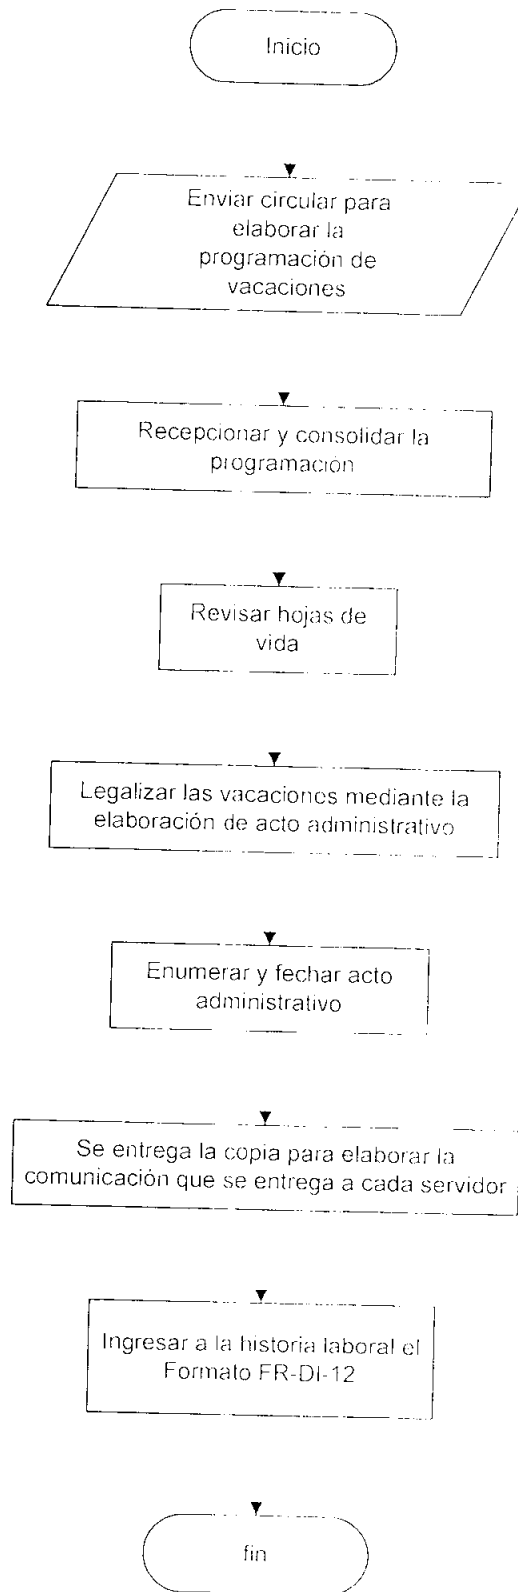 Inicio
Enviar circular para
elaborar la
programación de
vacaciones
Recepcionar y consolidar la
programación
Revisar hojas de
vida
Legalizar las vacaciones mediante la
elaboración de acto administrativo
Enumerar y fechar acto
administrativo
Se entrega la copia para elaborar la
comunicación que se entrega a cada servidor
Ingresar a la historia laboral el
Formato FR-DI-12
fin